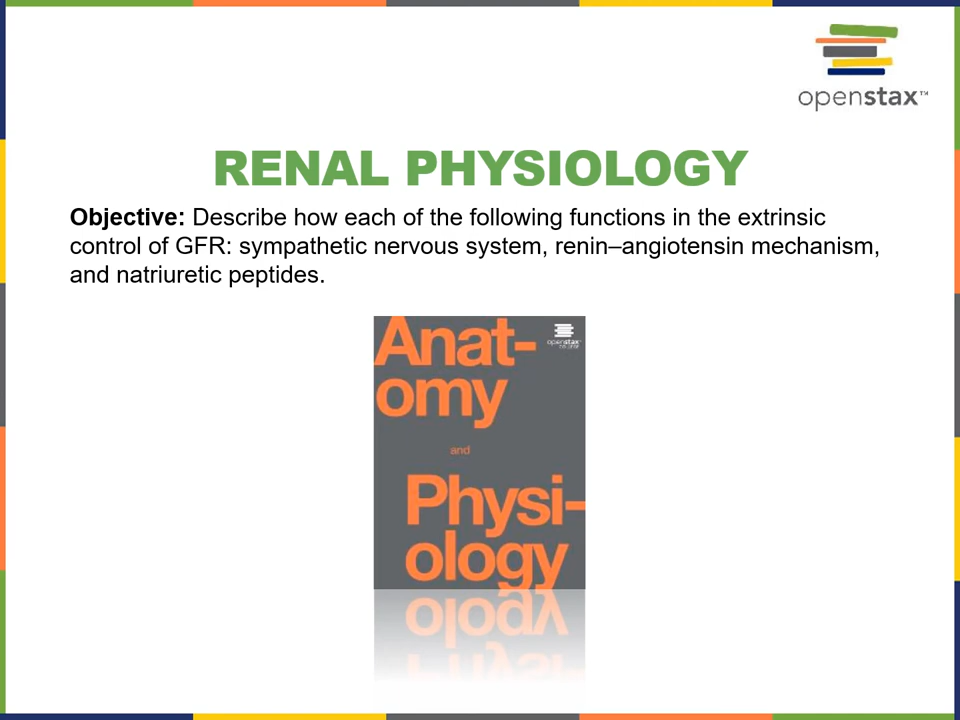 openstax™
RENAL PHYSIOLOGY
Objective: Describe how each of the following functions in the extrinsic
control of GFR: sympathetic nervous system, renin–angiotensin mechanism,
and natriuretic peptides.
Anat-
openstax
omy
and
Physi-
ology